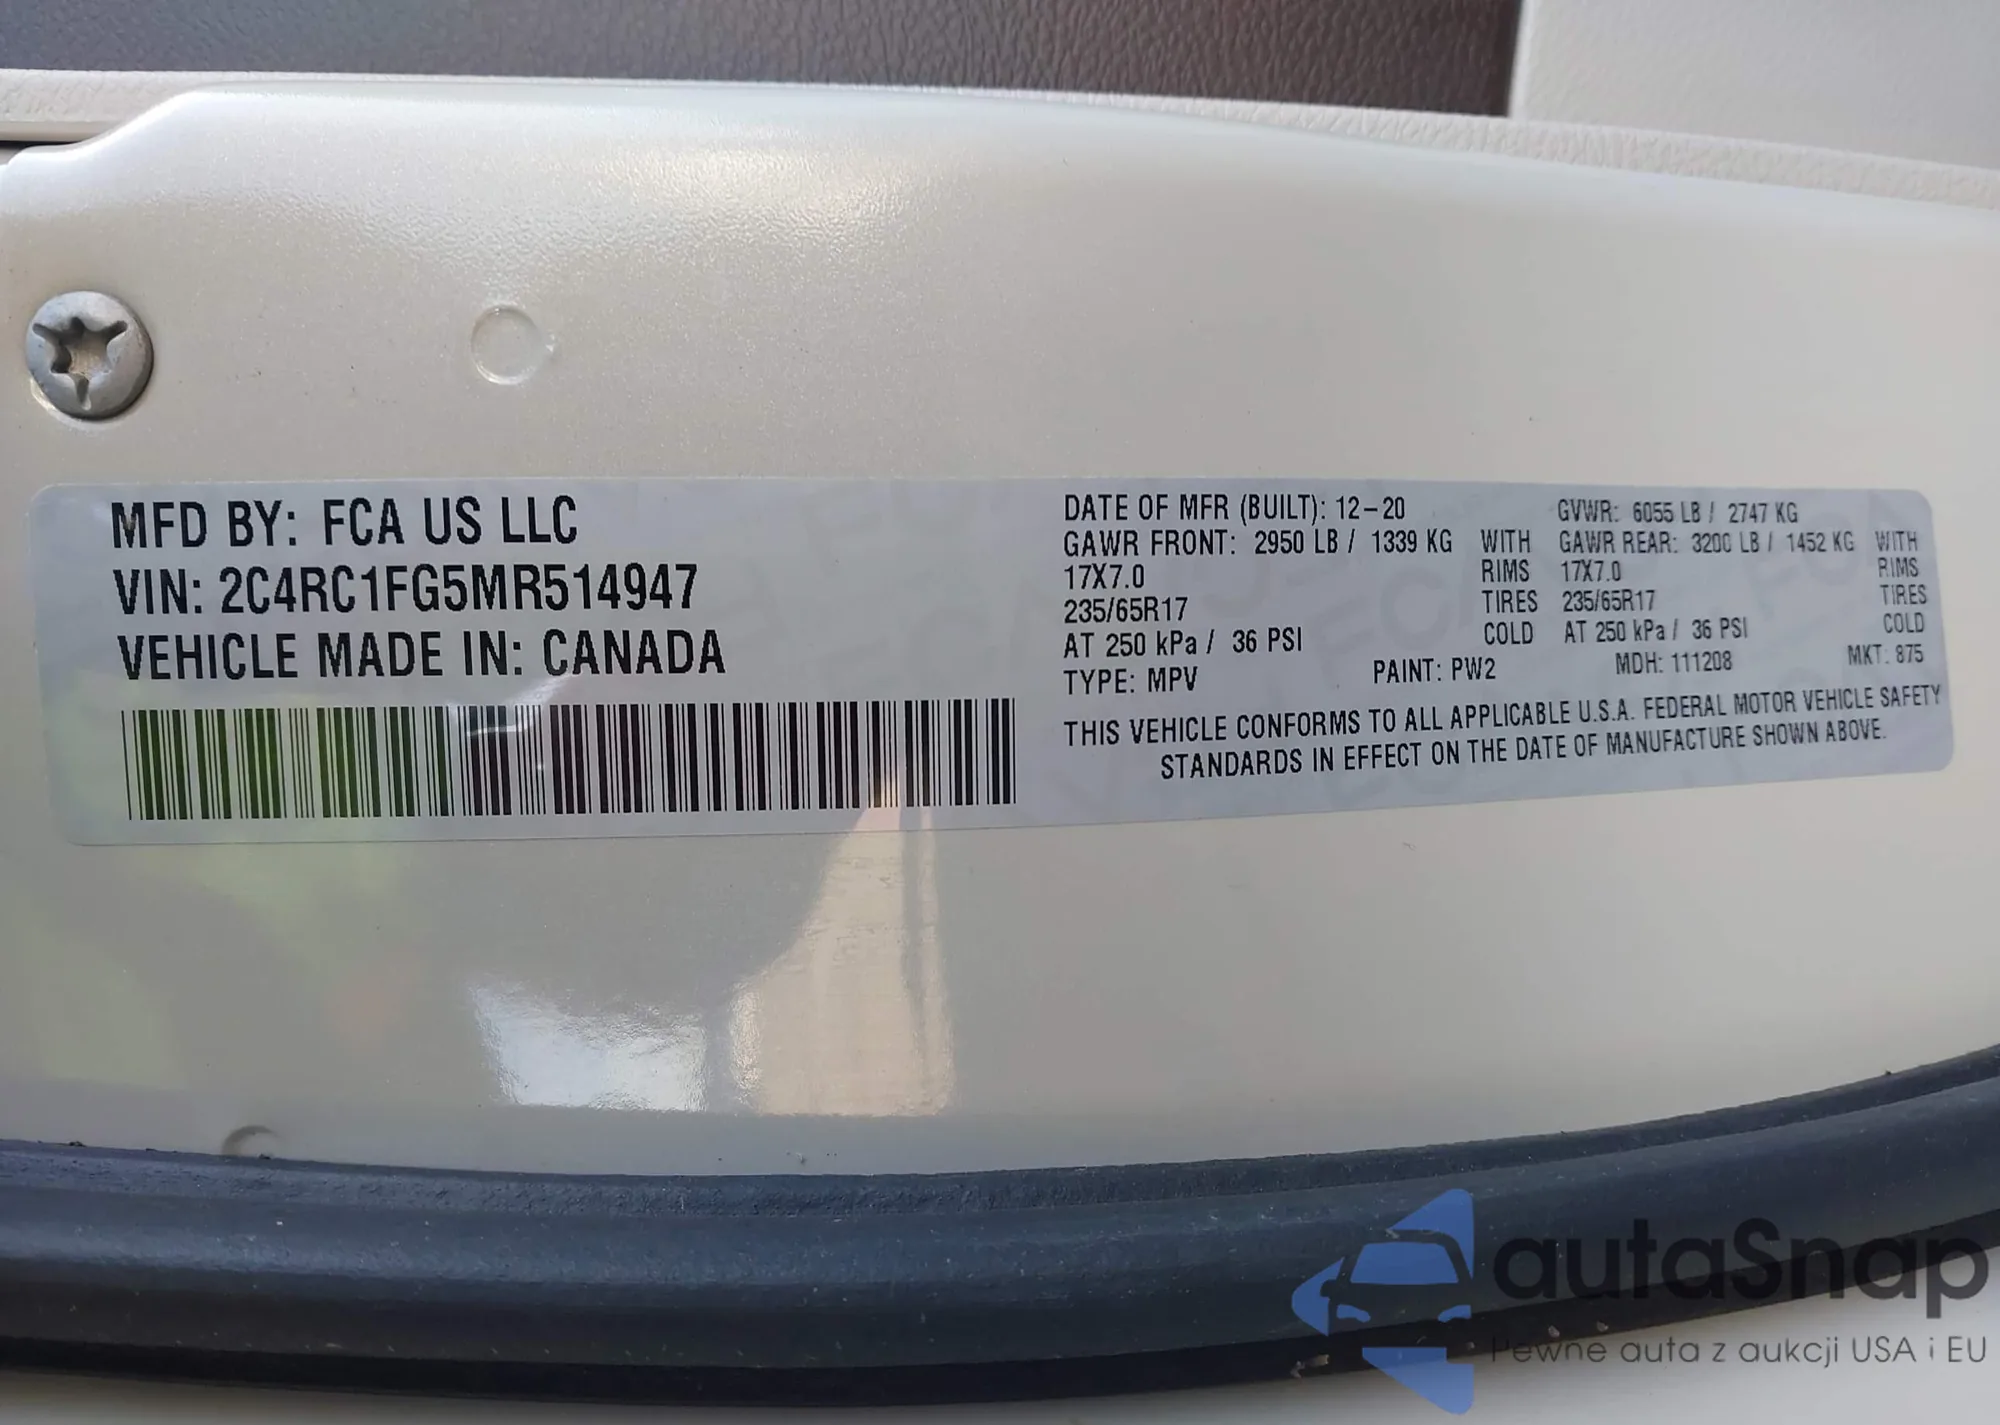 MFD BY: FCA US LLC
VIN: 2C4RC1FG5MR514947
VEHICLE MADE IN: CANADA
DATE OF MFR (BUILT): 12-20 GVWR: 6055 LB / 2747 KG
GAWR FRONT: 2950 LB / 1339 KG WITH GAWR REAR: 3200 LB / 1452 KG WITH
17X7.0 RIMS 17X7.0 RIMS
235/65R17 TIRES 235/65R17 TIRES
AT 250 kPa / 36 PSI COLD AT 250 kPa / 36 PSI COLD
TYPE: MPV PAINT: PW2 MDH: 111208 MKT: 875
THIS VEHICLE CONFORMS TO ALL APPLICABLE U.S.A. FEDERAL MOTOR VEHICLE SAFETY
STANDARDS IN EFFECT ON THE DATE OF MANUFACTURE SHOWN ABOVE.
autaSnap
Pewne auta z aukcji USA i EU